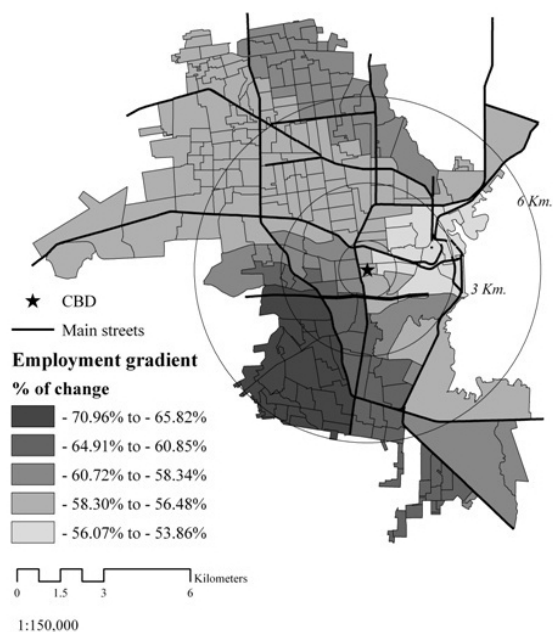 6 Km.
3 Km.
CBD
Main streets
Employment gradient
% of change
- 70.96% to - 65.82%
- 64.91% to - 60.85%
- 60.72% to - 58.34%
- 58.30% to - 56.48%
- 56.07% to - 53.86%
Kilometers
0 1.5 3 6
1:150,000